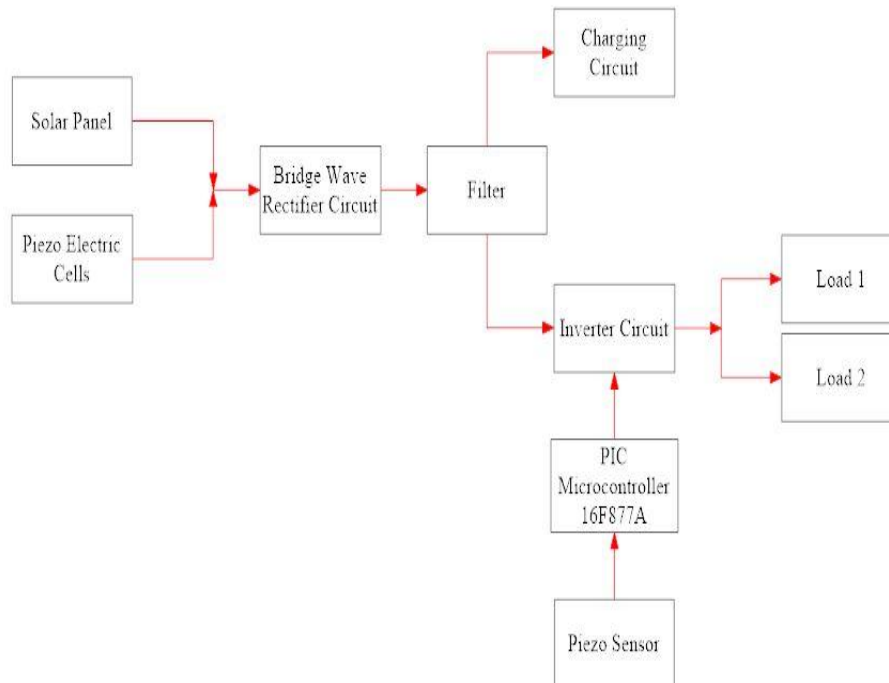 Charging
Circuit
Solar Panel
Bridge Wave
Rectifier Circuit
Filter
Piezo Electric
Cells
Load 1
Inverter Circuit
Load 2
PIC
Microcontroller
16F877A
Piezo Sensor